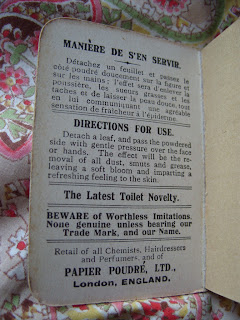 MANIÈRE DE S'EN SERVIR.
Détachez un feuilles et passez le
côté poudré doucement sur la figure et
sur les mains; l'effet sera d'enlever la
poussière, les sueurs grasses et les
taches et de laisser la peau douce, tout
en lui communiquant une agréable
sensation de fraîcheur à l'épiderme.
DIRECTIONS FOR USE.
Detach a leaf, and pass the powdered
side with gentle pressure over the face
or hands. The effect will be the re-
moval of all dust, smuts and grease,
leaving a soft bloom and imparting a
refreshing feeling to the skin.
The Latest Toilet Novelty.
BEWARE of Worthless Imitations.
None genuine unless bearing our
Trade Mark, and our Name.
Retail of all Chemists, Hairdressers
and Perfumers, and of
PAPIER POUDRÉ, LTD.,
London, ENGLAND.